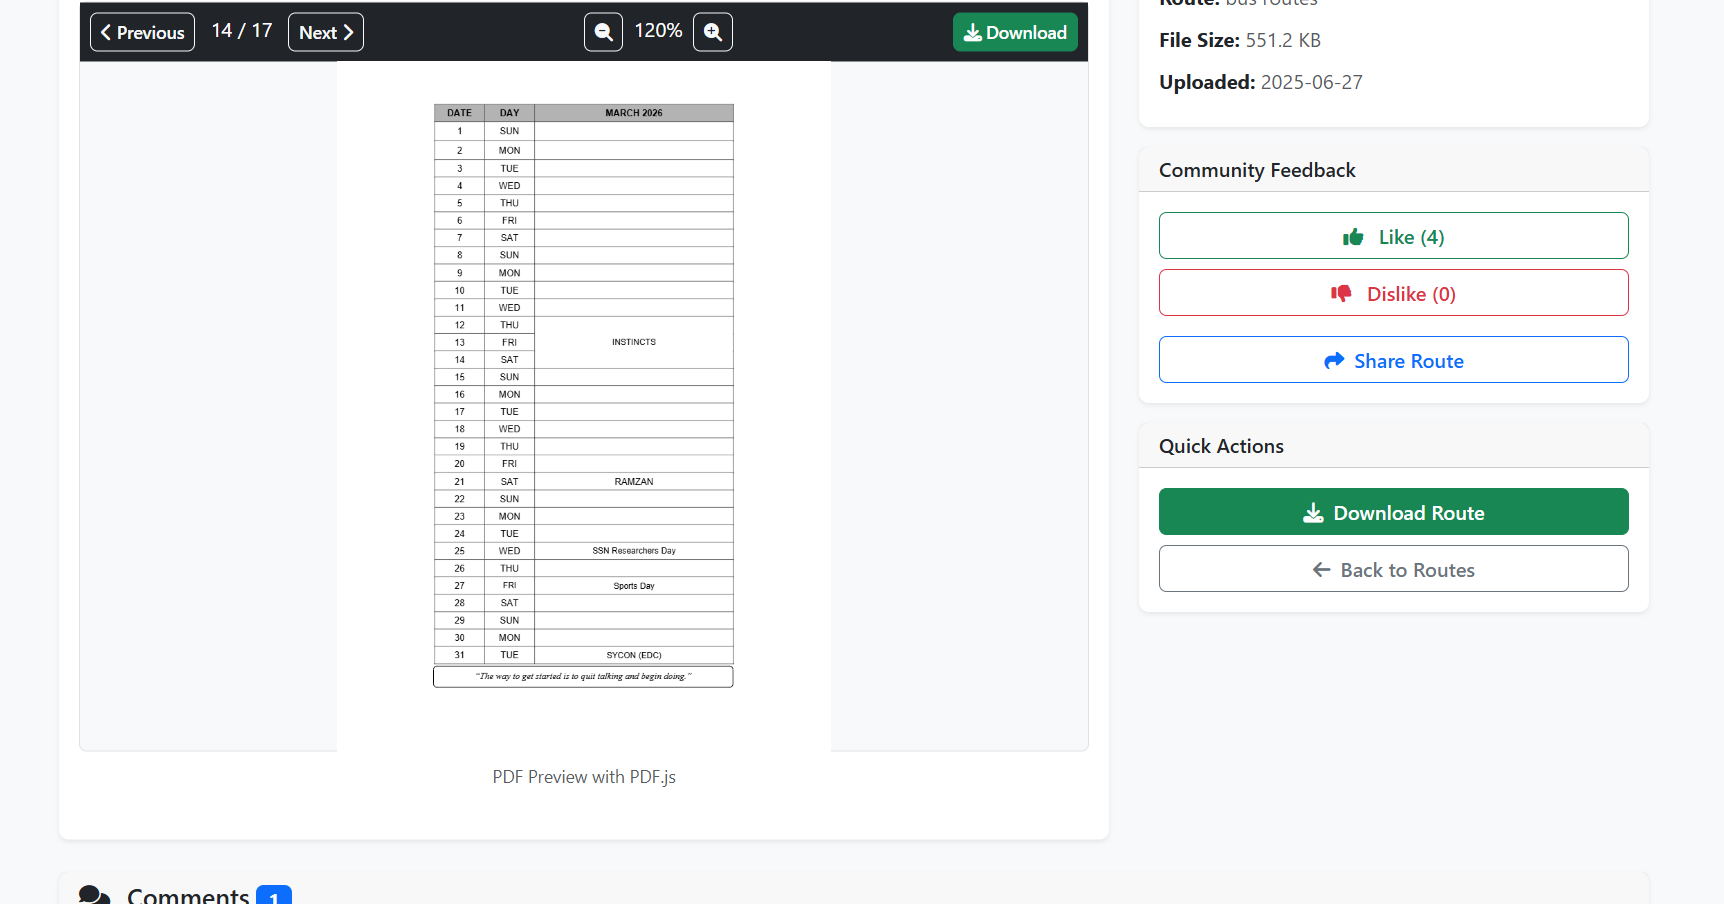 Previous 14 / 17 Next 120% Download
DATE DAY MARCH 2026
1 SUN
2 MON
3 TUE
4 WED
5 THU
6 FRI
7 SAT
8 SUN
9 MON
10 TUE
11 WED
12 THU
13 FRI INSTINCTS
14 SAT
15 SUN
16 MON
17 TUE
18 WED
19 THU
20 FRI
21 SAT RAMZAN
22 SUN
23 MON
24 TUE
25 WED SSN Researchers Day
26 THU
27 FRI Sports Day
28 SAT
29 SUN
30 MON
31 TUE SYCON (EDC)
"The way to get started is to quit talking and begin doing."
PDF Preview with PDF.js
Route: bus routes
File Size: 551.2 KB
Uploaded: 2025-06-27
Community Feedback
Like (4)
Dislike (0)
Share Route
Quick Actions
Download Route
Back to Routes
Comments 1